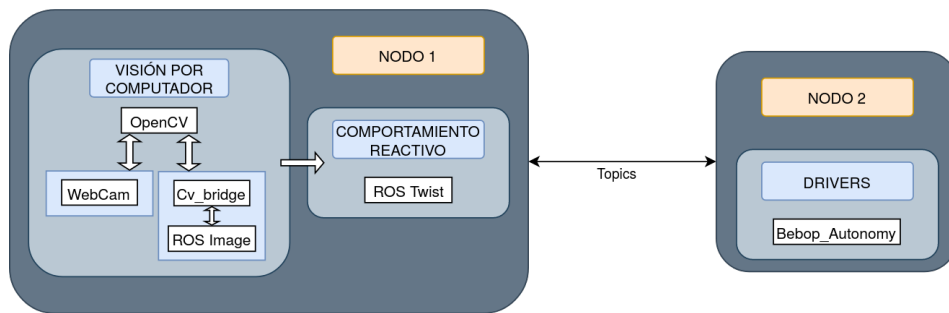 NODO 1
VISIÓN POR
COMPUTADOR
OpenCV
WebCam
Cv_bridge
ROS Image
COMPORTAMIENTO
REACTIVO
ROS Twist
Topics
NODO 2
DRIVERS
Bebop_Autonomy